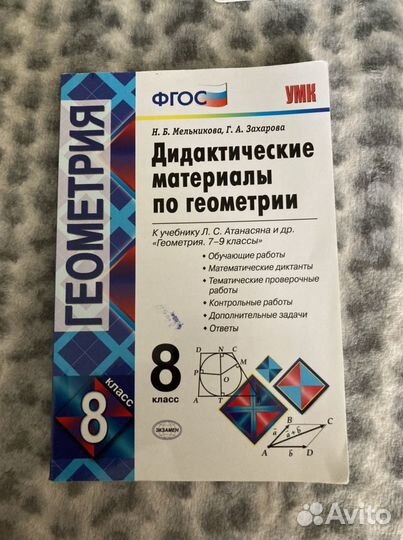 ФГОС
УМК
Н. Б. Мельникова, Г. А. Захарова
Дидактические
материалы
по геометрии
К учебнику Л. С. Атанасяна и др.
«Геометрия. 7–9 классы»
• Обучающие работы
• Математические диктанты
• Тематические проверочные
работы
• Контрольные работы
• Дополнительные задачи
• Ответы
8
класс
ГЕОМЕТРИЯ
8
класс
ЭКЗАМЕН
D N C
M
P
O
A T
B
C
a
a + b
A
b
D
Avito